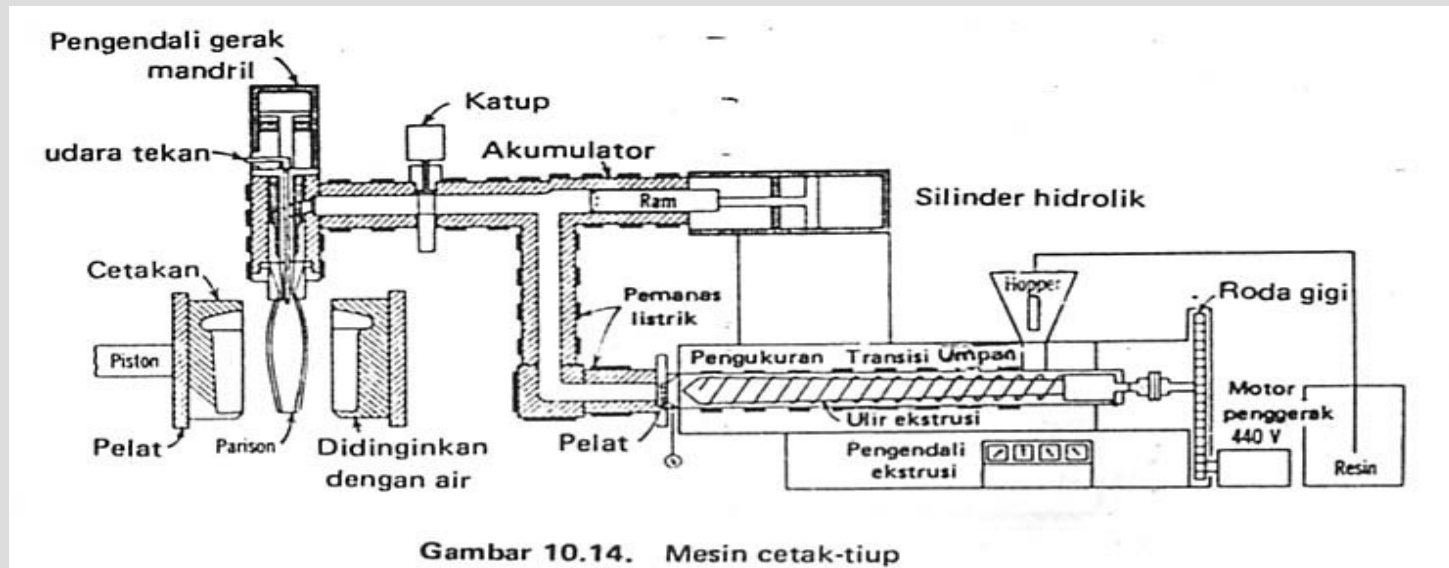 Pengendali gerak
mandril
Katup
udara tekan
Akumulator
Ram
Silinder hidrolik
Cetakan
Hopper
Roda gigi
Pemanas
listrik
Piston
Pengukuran Transisi Umpan
Motor
penggerak
440 V
Ulir ekstrusi
Pelat
Parison
Didinginkan
dengan air
Pelat
Pengendali
ekstrusi
Resin
Gambar 10.14. Mesin cetak-tiup